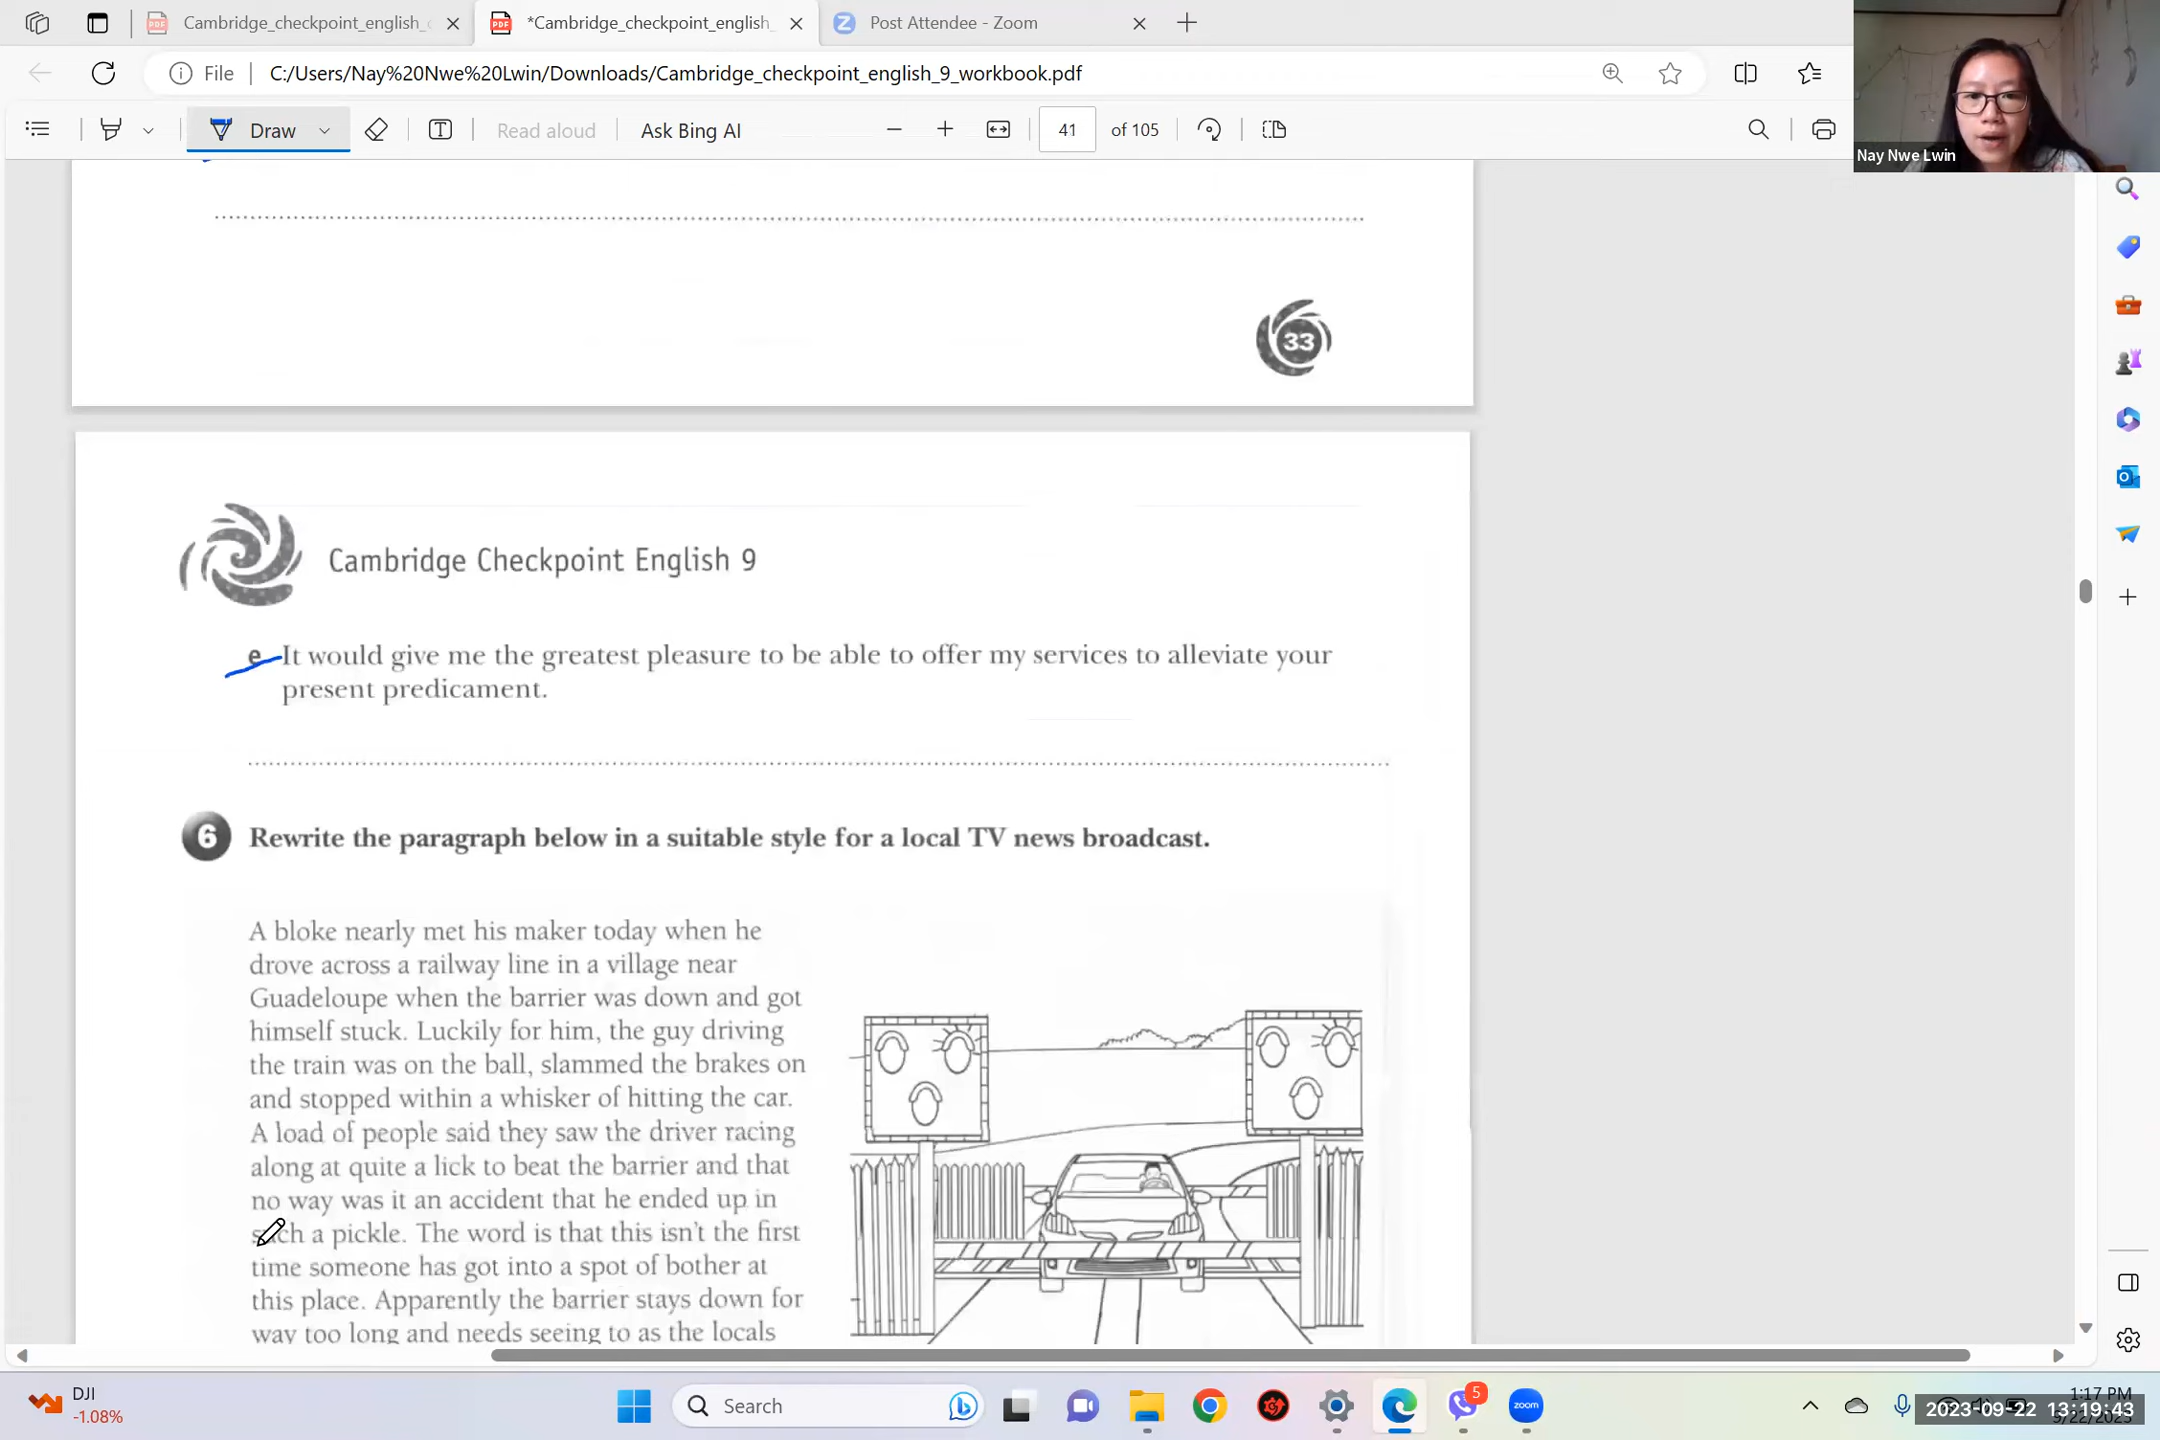 Cambridge_checkpoint_english_c
*Cambridge_checkpoint_english_
Post Attendee - Zoom
File
C:/Users/Nay%20Nwe%20Lwin/Downloads/Cambridge_checkpoint_english_9_workbook.pdf
Draw
Read aloud
Ask Bing AI
41
of 105
Nay Nwe Lwin
33
Cambridge Checkpoint English 9
e It would give me the greatest pleasure to be able to offer my services to alleviate your
present predicament.
6 Rewrite the paragraph below in a suitable style for a local TV news broadcast.
A bloke nearly met his maker today when he
drove across a railway line in a village near
Guadeloupe when the barrier was down and got
himself stuck. Luckily for him, the guy driving
the train was on the ball, slammed the brakes on
and stopped within a whisker of hitting the car.
A load of people said they saw the driver racing
along at quite a lick to beat the barrier and that
no way was it an accident that he ended up in
such a pickle. The word is that this isn't the first
time someone has got into a spot of bother at
this place. Apparently the barrier stays down for
way too long and needs seeing to as the locals
DJI
-1.08%
Search
5
zoom
1:17 PM
2023-09-22 13:19:43